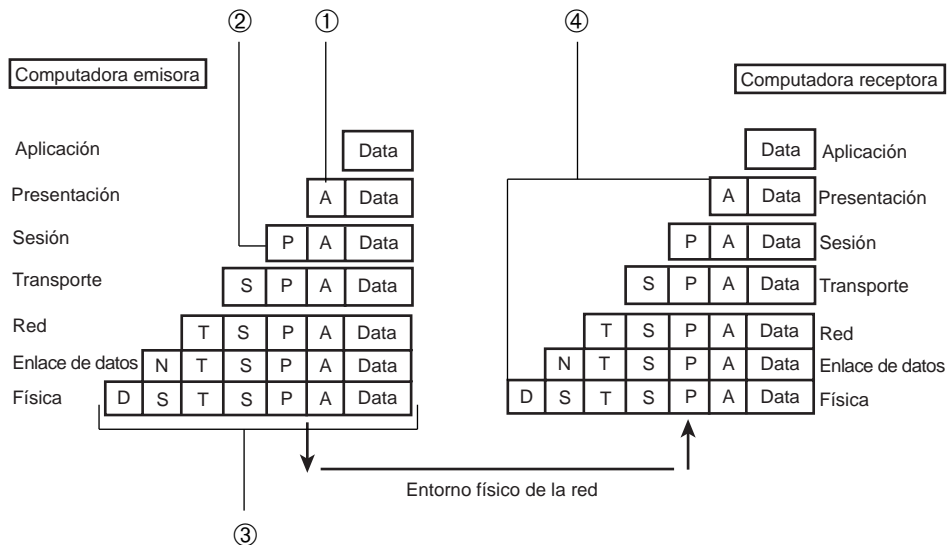 ② ① ④
Computadora emisora
Computadora receptora
Aplicación Data Data Aplicación
Presentación A Data A Data Presentación
Sesión P A Data P A Data Sesión
Transporte S P A Data S P A Data Transporte
Red T S P A Data T S P A Data Red
Enlace de datos N T S P A Data N T S P A Data Enlace de datos
Física D S T S P A Data D S T S P A Data Física
Entorno físico de la red
③